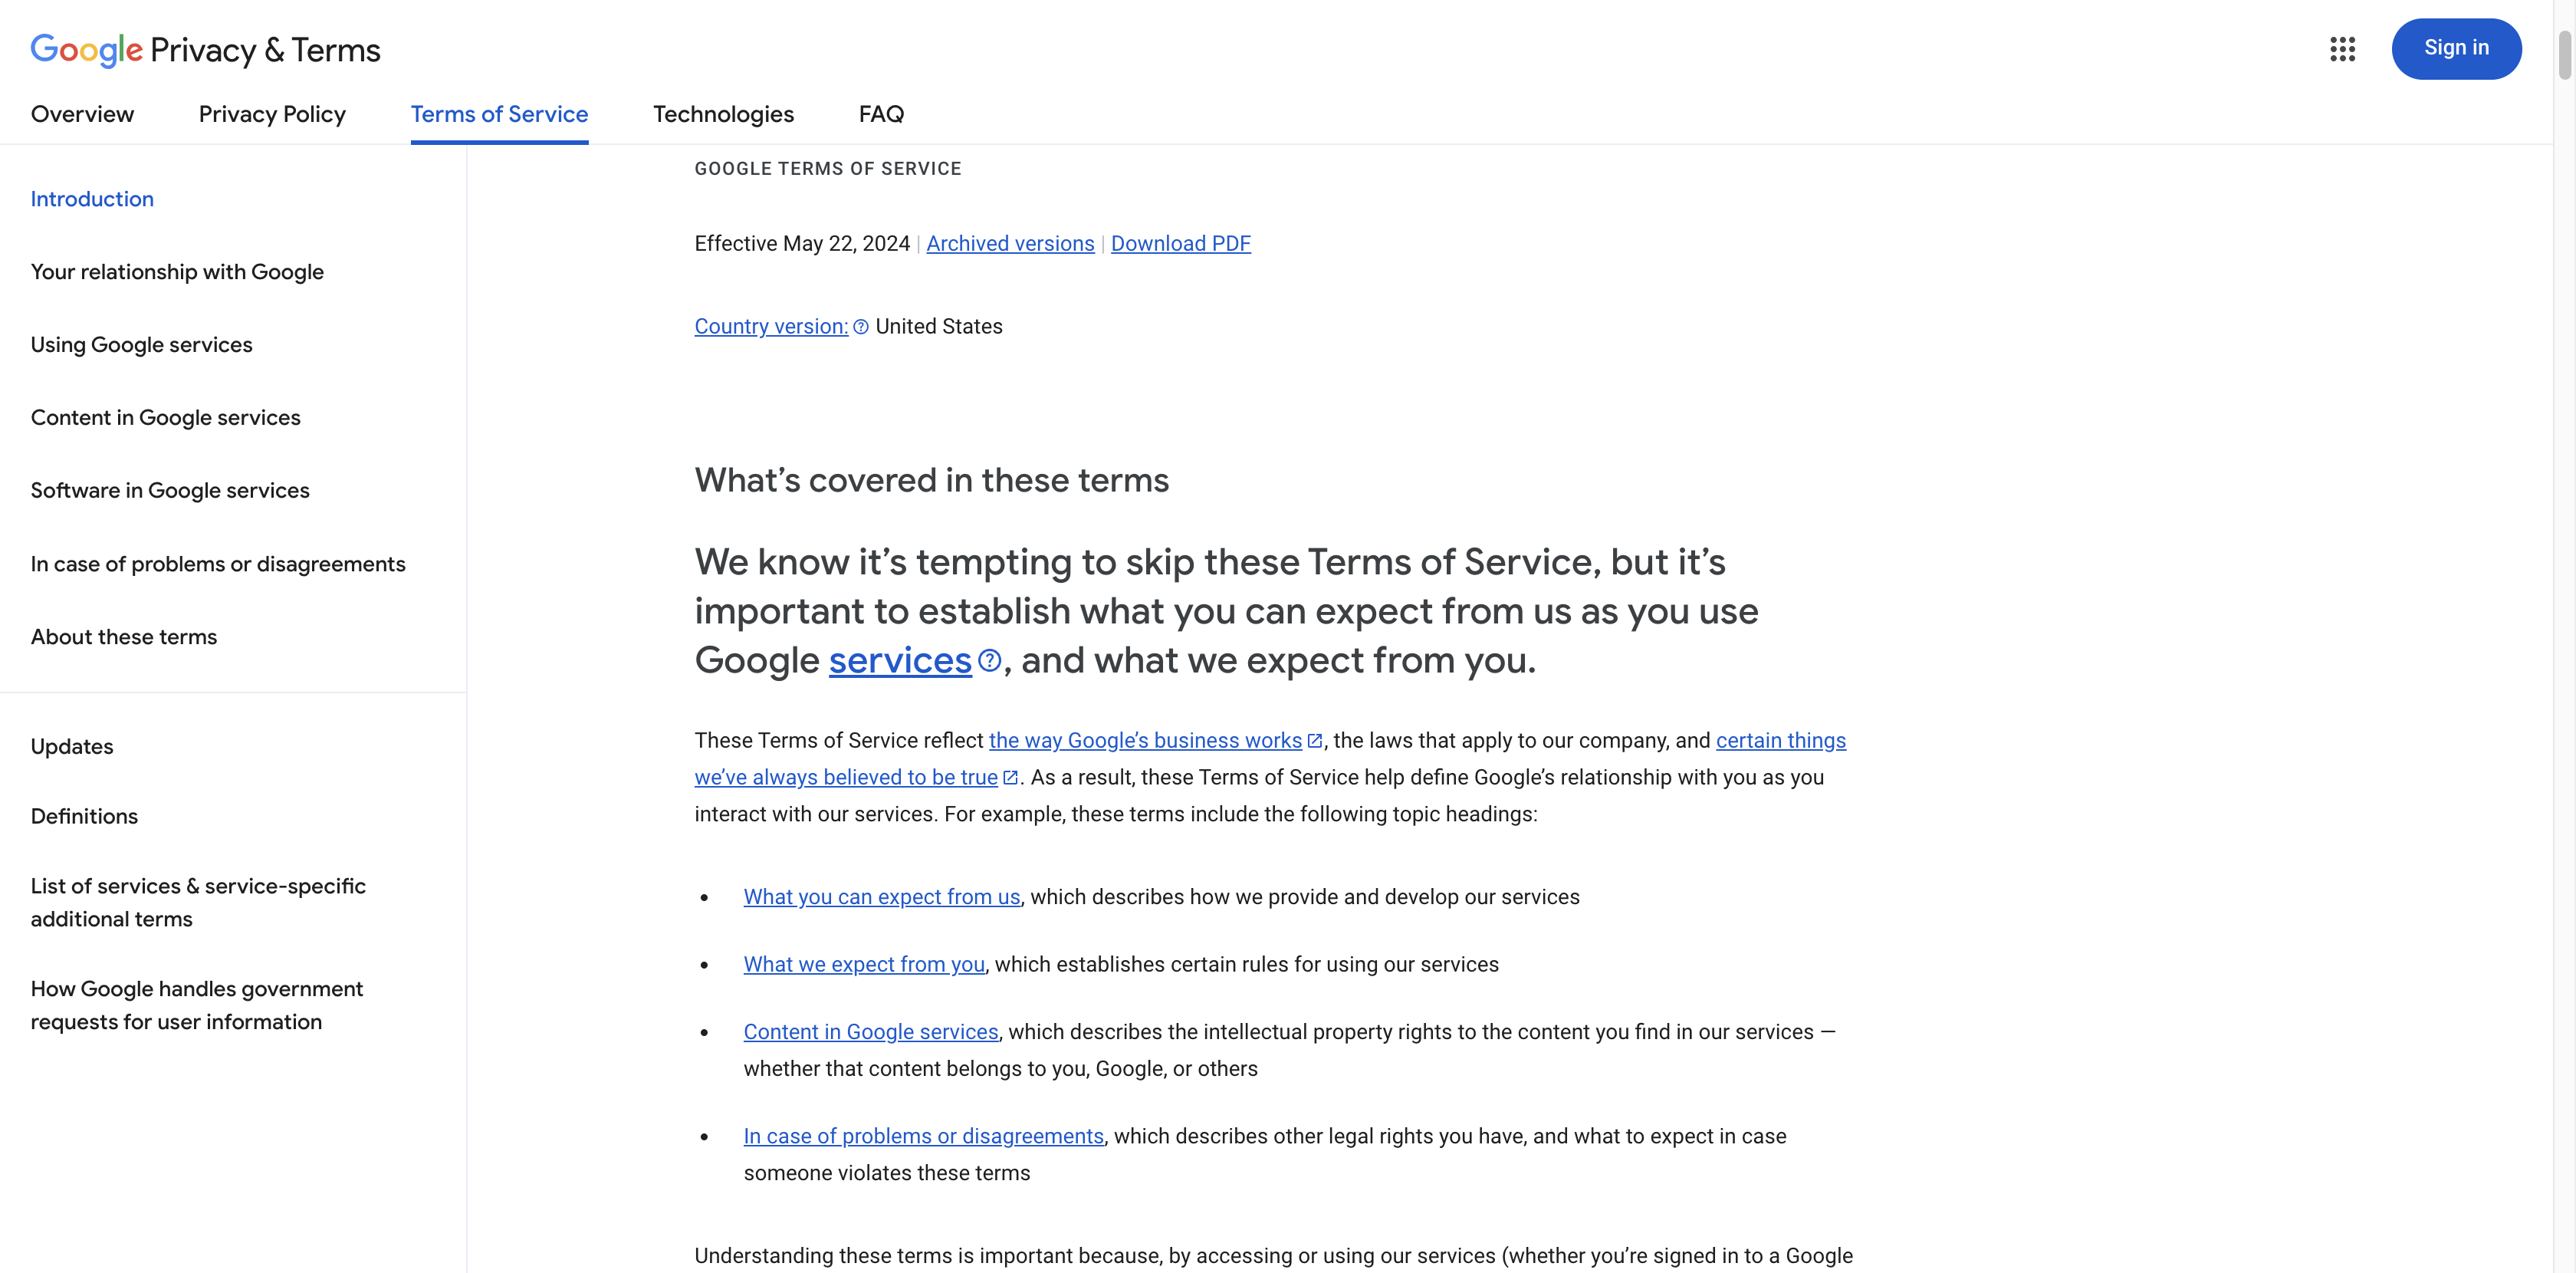 Google Privacy & Terms
Sign in
Overview
Privacy Policy
Terms of Service
Technologies
FAQ
Introduction
Your relationship with Google
Using Google services
Content in Google services
Software in Google services
In case of problems or disagreements
About these terms
Updates
Definitions
List of services & service-specific
additional terms
How Google handles government
requests for user information
GOOGLE TERMS OF SERVICE
Effective May 22, 2024 | Archived versions | Download PDF
Country version: United States
What’s covered in these terms
We know it’s tempting to skip these Terms of Service, but it’s
important to establish what you can expect from us as you use
Google services, and what we expect from you.
These Terms of Service reflect the way Google’s business works, the laws that apply to our company, and certain things
we’ve always believed to be true. As a result, these Terms of Service help define Google’s relationship with you as you
interact with our services. For example, these terms include the following topic headings:
• What you can expect from us, which describes how we provide and develop our services
• What we expect from you, which establishes certain rules for using our services
• Content in Google services, which describes the intellectual property rights to the content you find in our services —
whether that content belongs to you, Google, or others
• In case of problems or disagreements, which describes other legal rights you have, and what to expect in case
someone violates these terms
Understanding these terms is important because, by accessing or using our services (whether you’re signed in to a Google